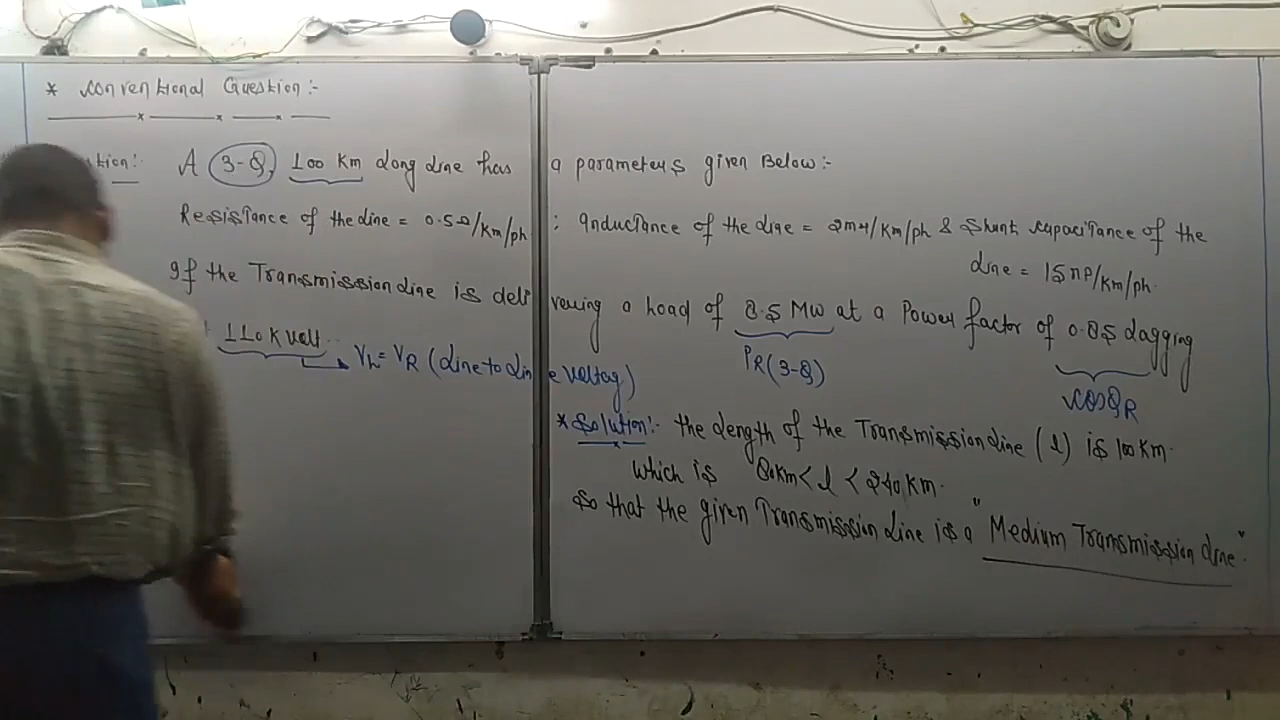 * Conventional Question :-
tion:- A 3-Φ, 100 Km Long Line has a parameters given Below:-
Resistance of the Line = 0.5Ω/Km/ph ; Inductance of the Line = 2mH/Km/ph & Shunt Capacitance of the
Line = 15nF/Km/ph.
If the Transmission Line is delivering a Load of 8.5 MW at a Power factor of 0.85 Lagging
110 K Volt.
VL = VR (Line to Line Voltag)
PR(3-Φ)
CosΦR
* Solution:- the Length of the Transmission Line (l) is 100 Km.
Which is 80Km < l < 240 Km.
So that the given Transmission Line is a "Medium Transmission Line".